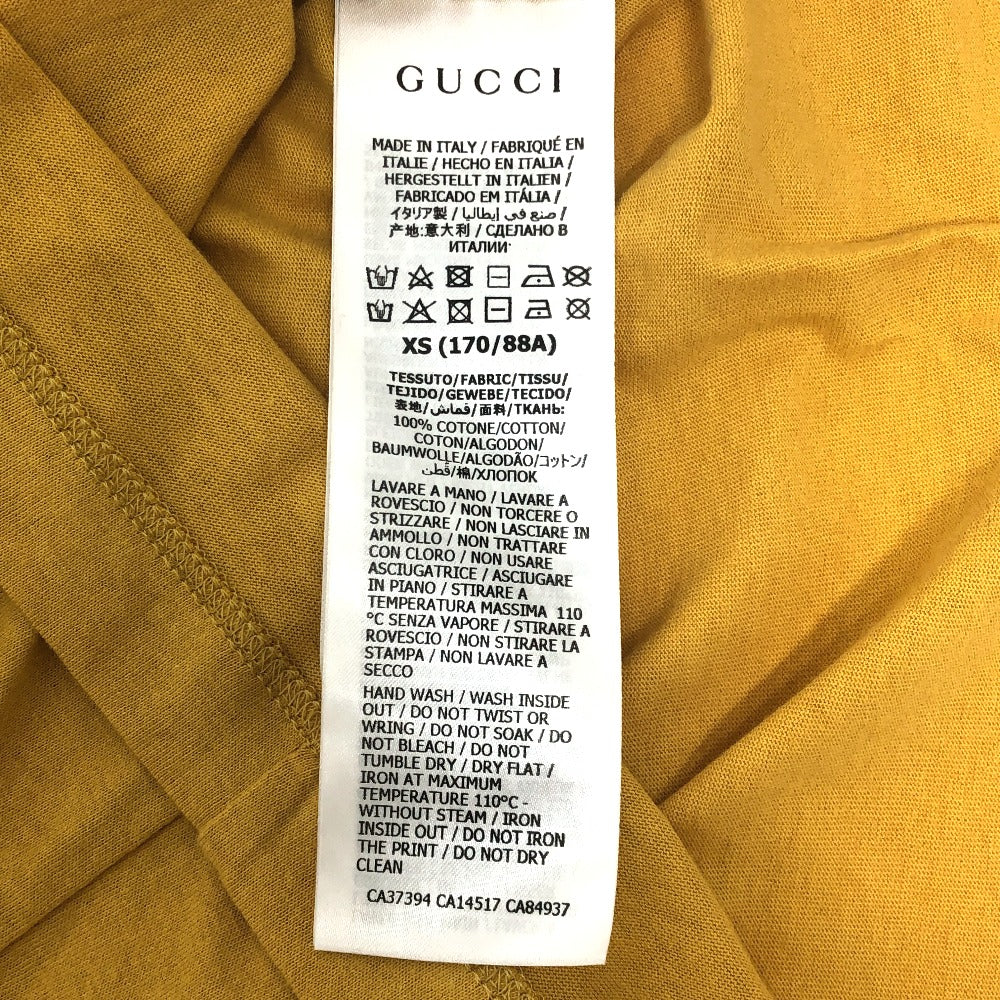 GUCCI
MADE IN ITALY / FABRIQUÉ EN
ITALIE / HECHO EN ITALIA /
HERGESTELLT IN ITALIEN /
FABRICADO EM ITÁLIA /
イタリア製 / صنع في إيطاليا /
产地:意大利 / СДЕЛАНО В
ИТАЛИИ
XS (170/88A)
TESSUTO/FABRIC/TISSU/
TEJIDO/GEWEBE/TECIDO/
表地/قماش/面料/ТКАНЬ:
100% COTONE/COTTON/
COTON/ALGODON/
BAUMWOLLE/ALGODÃO/コットン/
قطن/棉/ХЛОПОК
LAVARE A MANO / LAVARE A
ROVESCIO / NON TORCERE O
STRIZZARE / NON LASCIARE IN
AMMOLLO / NON TRATTARE
CON CLORO / NON USARE
ASCIUGATRICE / ASCIUGARE
IN PIANO / STIRARE A
TEMPERATURA MASSIMA 110
°C SENZA VAPORE / STIRARE A
ROVESCIO / NON STIRARE LA
STAMPA / NON LAVARE A
SECCO
HAND WASH / WASH INSIDE
OUT / DO NOT TWIST OR
WRING / DO NOT SOAK / DO
NOT BLEACH / DO NOT
TUMBLE DRY / DRY FLAT /
IRON AT MAXIMUM
TEMPERATURE 110°C -
WITHOUT STEAM / IRON
INSIDE OUT / DO NOT IRON
THE PRINT / DO NOT DRY
CLEAN
CA37394 CA14517 CA84937